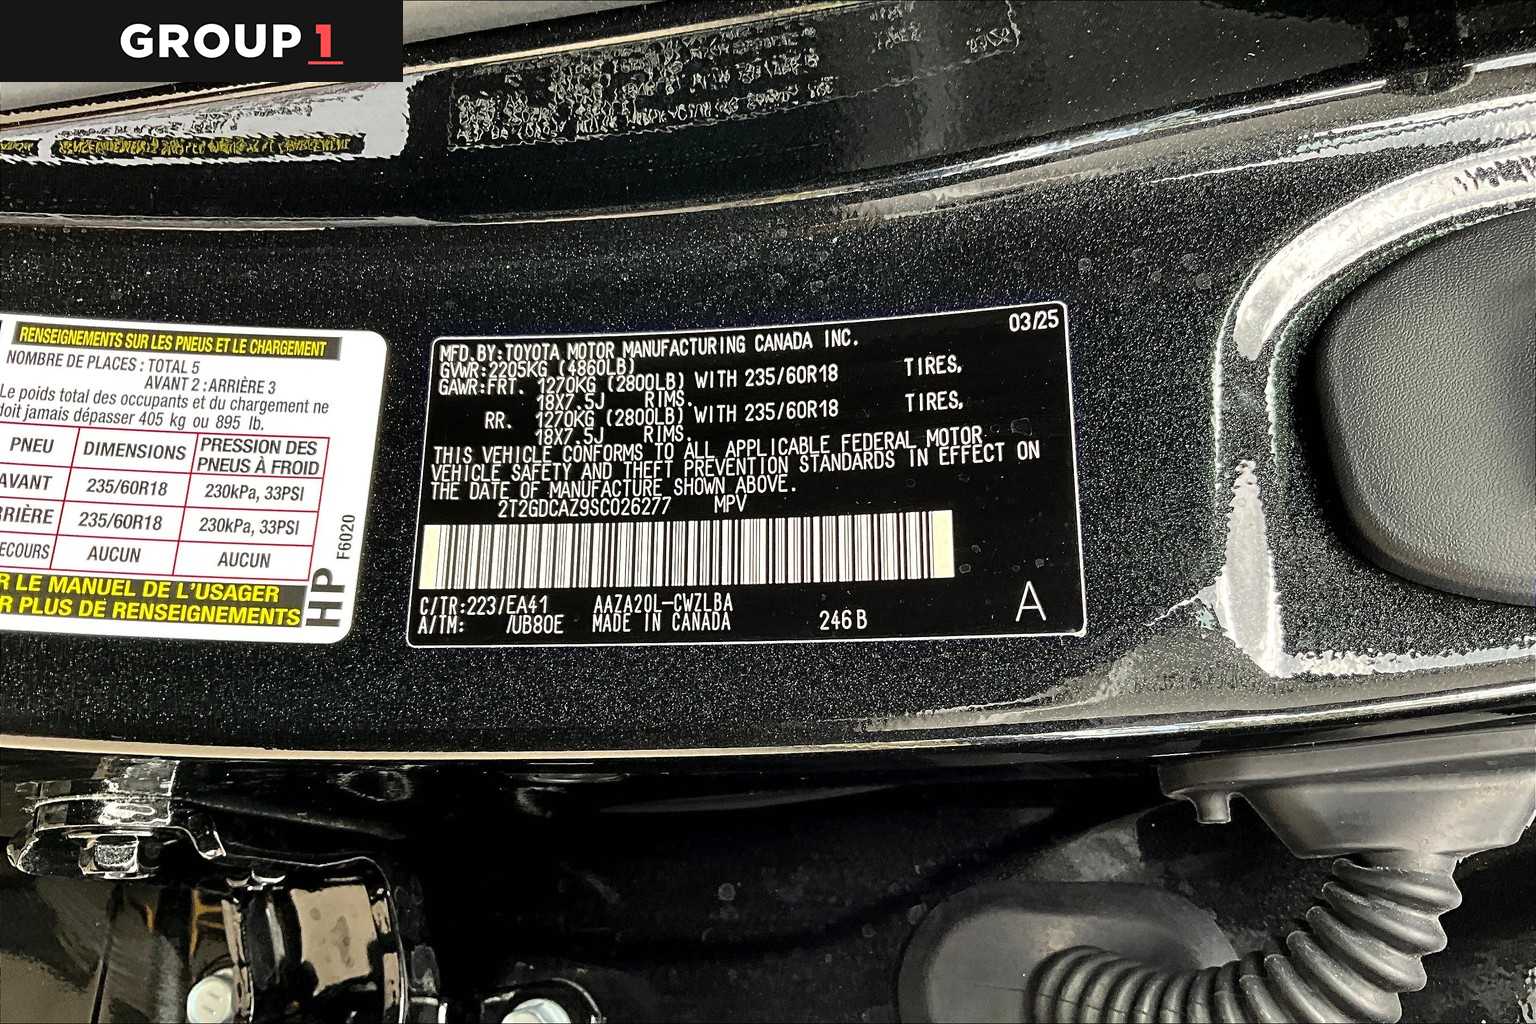 GROUP 1
RENSEIGNEMENTS SUR LES PNEUS ET LE CHARGEMENT
NOMBRE DE PLACES : TOTAL 5
AVANT 2 : ARRIÈRE 3
Le poids total des occupants et du chargement ne
doit jamais dépasser 405 kg ou 895 lb.
PNEU DIMENSIONS PRESSION DES PNEUS À FROID
AVANT 235/60R18 230kPa, 33PSI
RRIÈRE 235/60R18 230kPa, 33PSI
ECOURS AUCUN AUCUN
R LE MANUEL DE L'USAGER
R PLUS DE RENSEIGNEMENTS
HP F6020
03/25
MFD.BY:TOYOTA MOTOR MANUFACTURING CANADA INC.
GVWR:2205KG (4860LB)
GAWR:FRT. 1270KG (2800LB) WITH 235/60R18 TIRES,
18X7.5J RIMS.
RR. 1270KG (2800LB) WITH 235/60R18 TIRES,
18X7.5J RIMS.
THIS VEHICLE CONFORMS TO ALL APPLICABLE FEDERAL MOTOR
VEHICLE SAFETY AND THEFT PREVENTION STANDARDS IN EFFECT ON
THE DATE OF MANUFACTURE SHOWN ABOVE.
2T2GDCAZ9SC026277 MPV
C/TR:223/EA41 AAZA20L-CWZLBA
A/TM: /UB80E MADE IN CANADA 246B
A